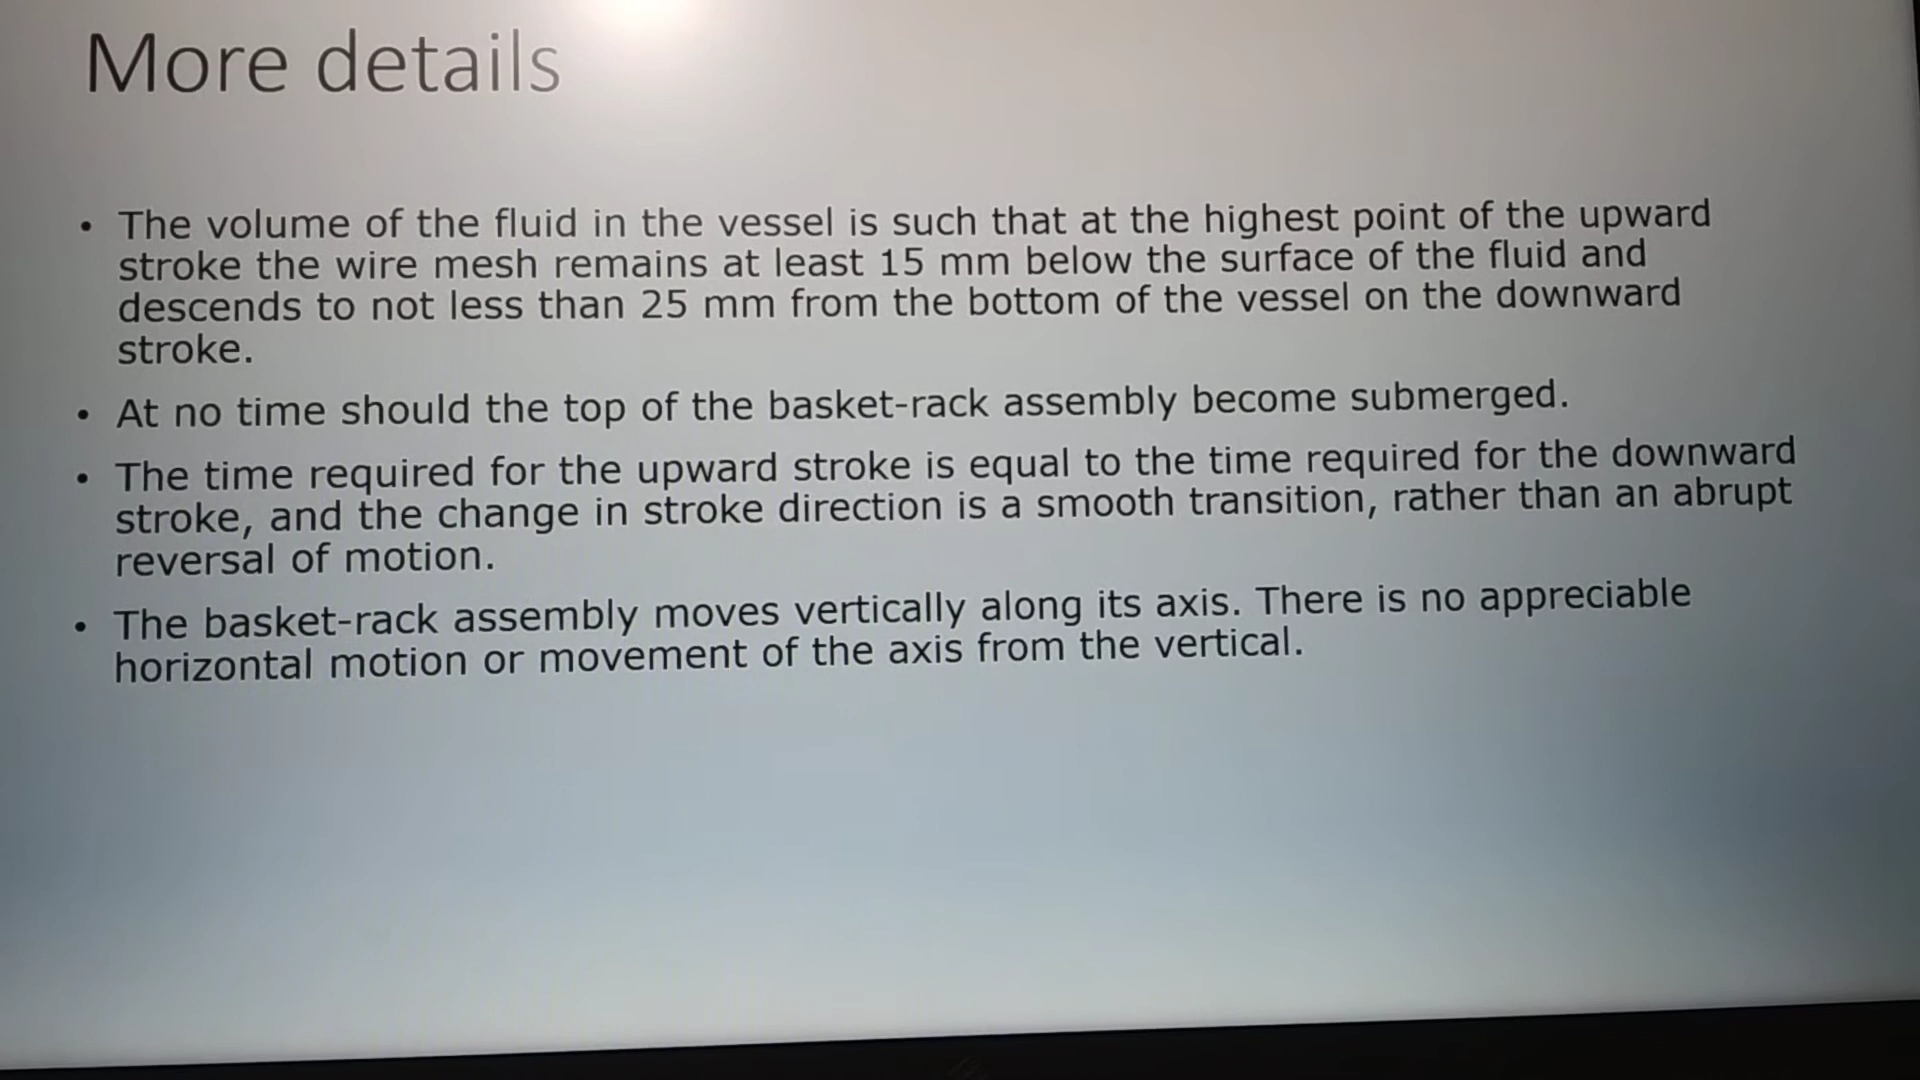 More details
• The volume of the fluid in the vessel is such that at the highest point of the upward
stroke the wire mesh remains at least 15 mm below the surface of the fluid and
descends to not less than 25 mm from the bottom of the vessel on the downward
stroke.
• At no time should the top of the basket-rack assembly become submerged.
• The time required for the upward stroke is equal to the time required for the downward
stroke, and the change in stroke direction is a smooth transition, rather than an abrupt
reversal of motion.
• The basket-rack assembly moves vertically along its axis. There is no appreciable
horizontal motion or movement of the axis from the vertical.